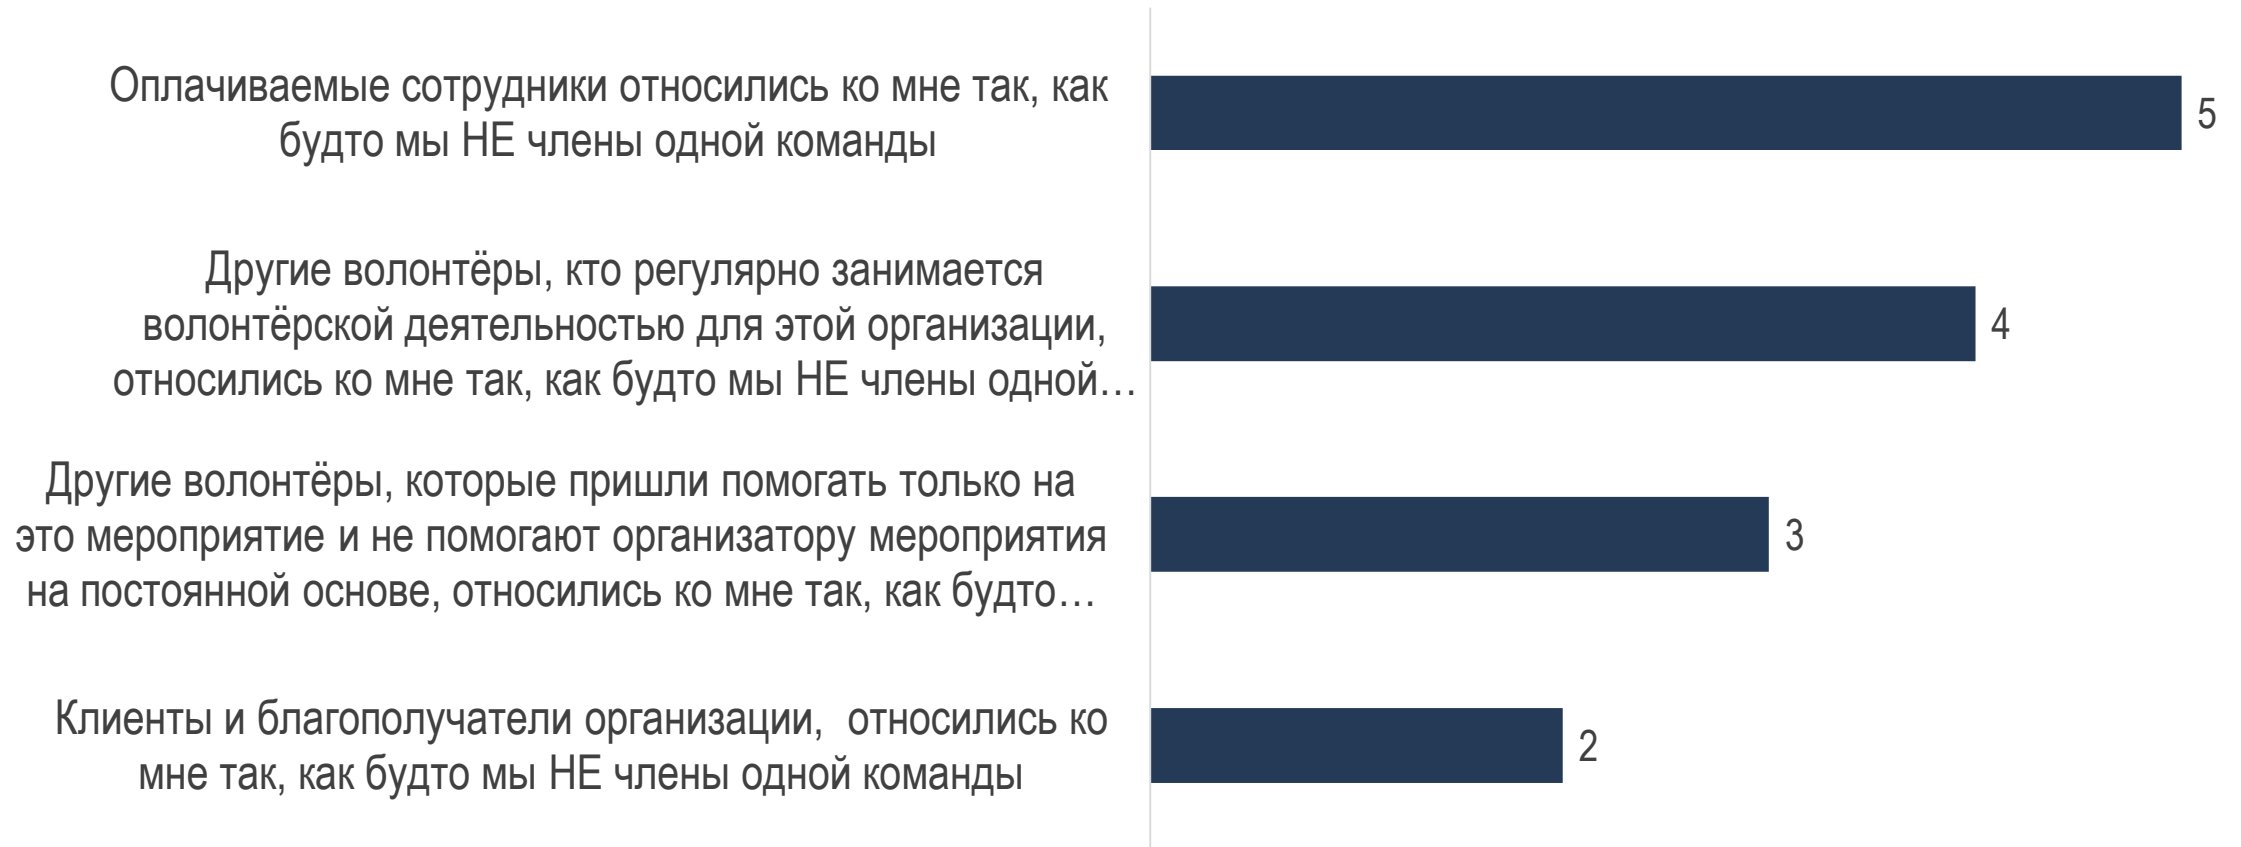 Оплачиваемые сотрудники относились ко мне так, как
будто мы НЕ члены одной команды
5
Другие волонтёры, кто регулярно занимается
волонтёрской деятельностью для этой организации,
относились ко мне так, как будто мы НЕ члены одной…
4
Другие волонтёры, которые пришли помогать только на
это мероприятие и не помогают организатору мероприятия
на постоянной основе, относились ко мне так, как будто…
3
Клиенты и благополучатели организации,  относились ко
мне так, как будто мы НЕ члены одной команды
2